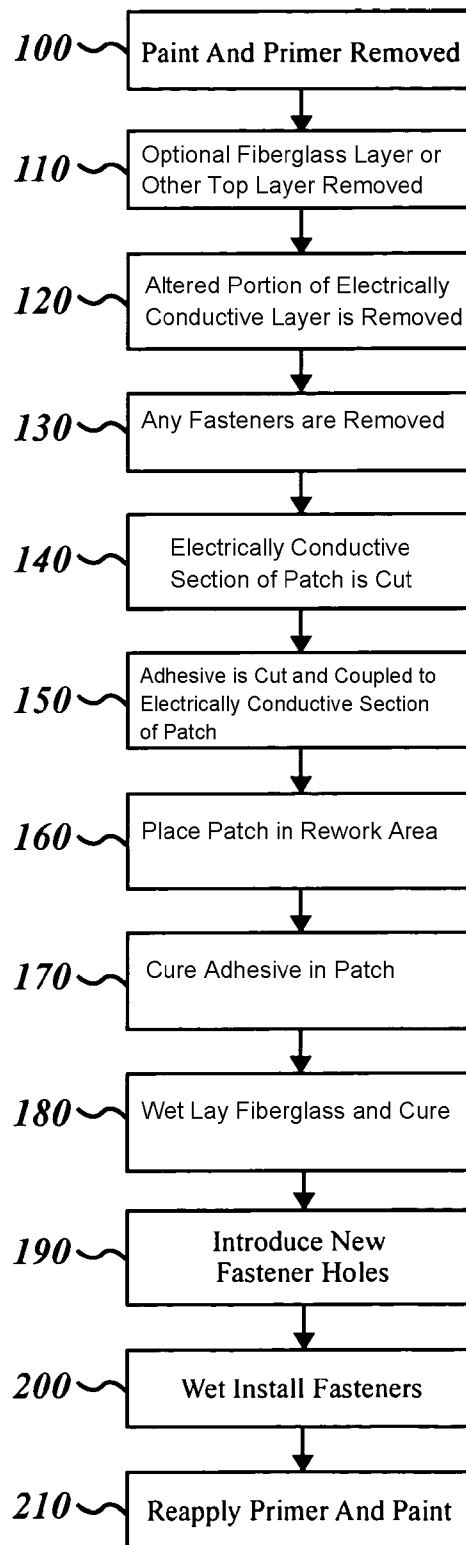 100
Paint And Primer Removed
110
Optional Fiberglass Layer or
Other Top Layer Removed
120
Altered Portion of Electrically
Conductive Layer is Removed
130
Any Fasteners are Removed
140
Electrically Conductive
Section of Patch is Cut
150
Adhesive is Cut and Coupled to
Electrically Conductive Section
of Patch
160
Place Patch in Rework Area
170
Cure Adhesive in Patch
180
Wet Lay Fiberglass and Cure
190
Introduce New
Fastener Holes
200
Wet Install Fasteners
210
Reapply Primer And Paint